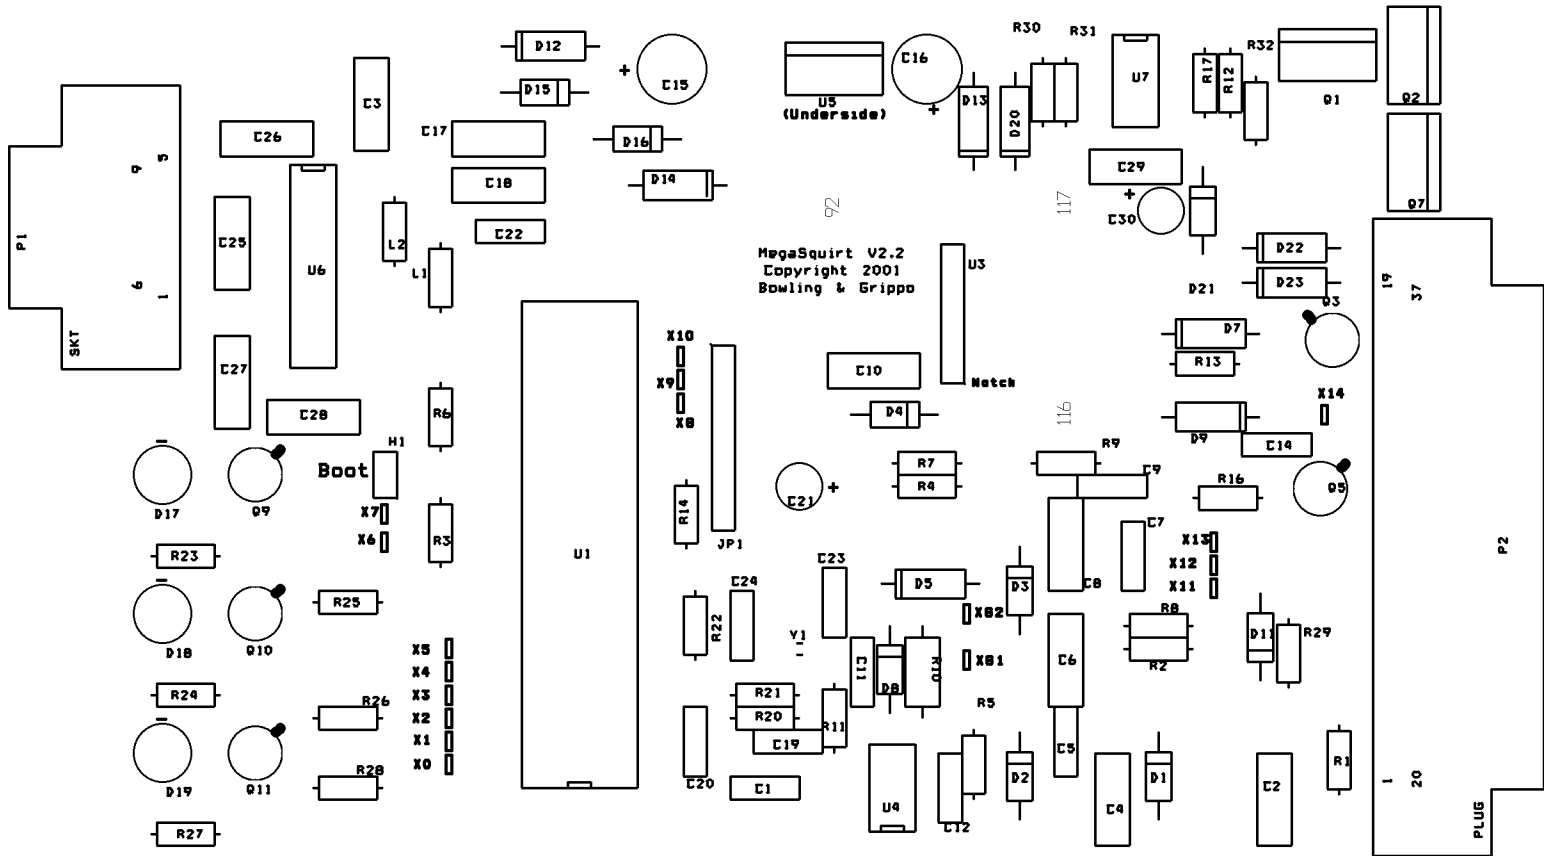 D12
+
C15
C16
+
U5
(Underside)
R30
R31
U7
R17
R12
R32
Q1
Q2
C3
D15
C17
C26
D16
D13
D20
C29
C18
D14
+
C30
Q7
9
5
C25
L2
C22
92
117
P1
U6
L1
MegaSquirt V2.2
Copyright 2001
Bowling & Grippo
U3
D22
D23
D21
Q3
19
37
6
1
SKT
X10
X9
X8
C10
Notch
D7
R13
X14
C27
C28
R6
D4
116
D9
C14
H1
Boot
R9
R7
R4
C9
R16
Q5
D17
Q9
X7
X6
R3
R14
JP1
C21
+
C7
X13
X12
X11
U1
P2
R23
C23
C24
D5
D3
C8
R25
R22
Y1
XG2
XG1
R8
R2
D11
R29
D18
Q10
X5
X4
X3
X2
X1
X0
C11
D8
R10
C6
R24
R26
R21
R20
R11
R5
C19
C5
D19
Q11
R28
C20
C1
U4
C12
D2
C4
D1
C2
R1
1
20
PLUG
R27